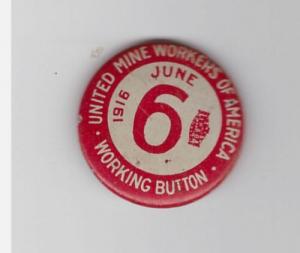 UNITED MINE WORKERS OF AMERICA
JUNE
1916
6
WORKING BUTTON